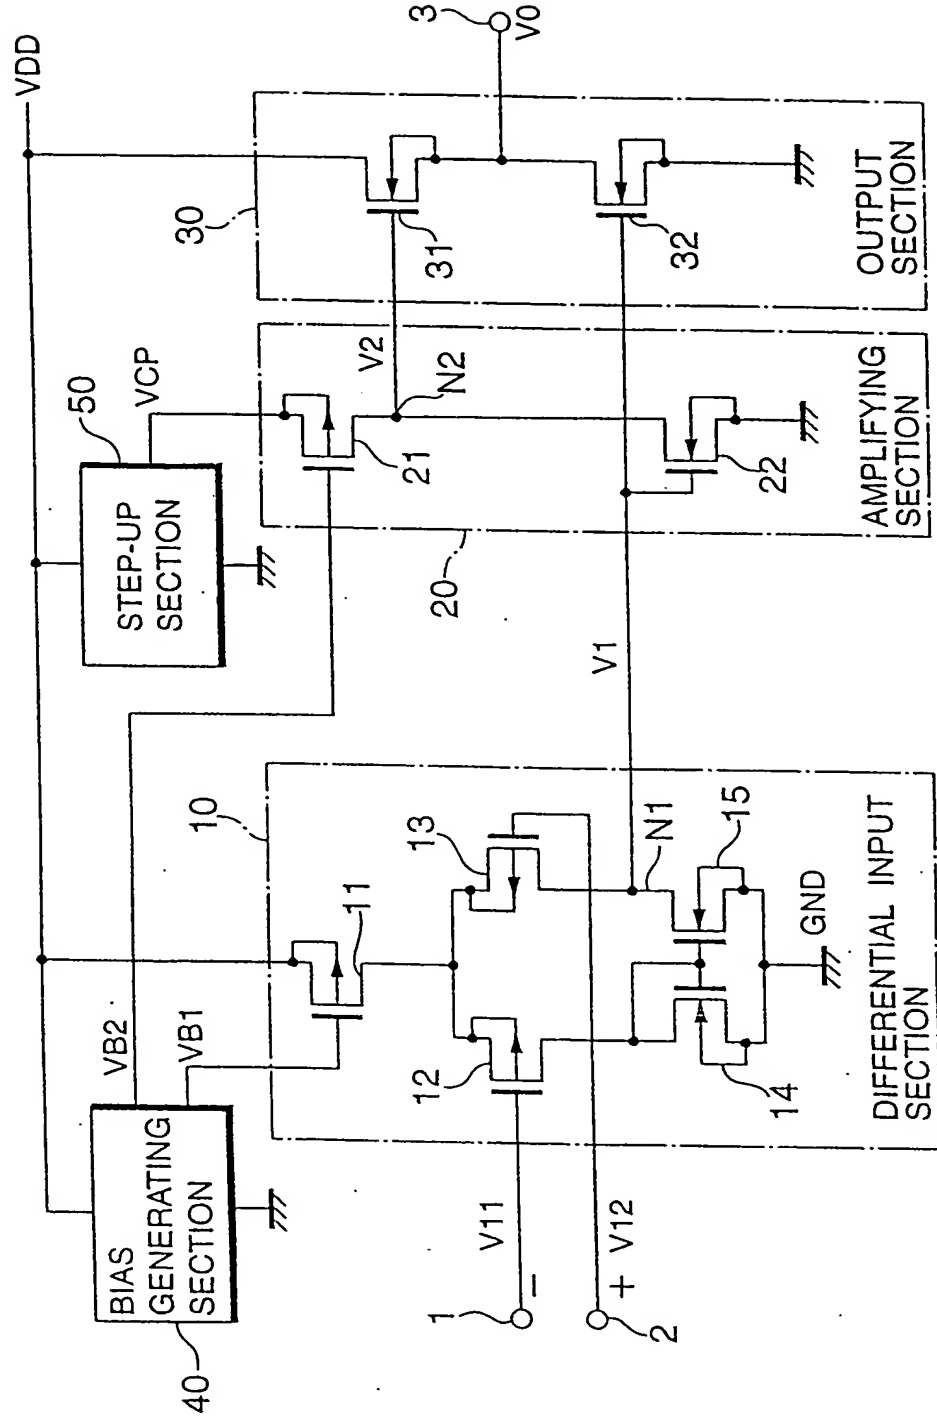 VDD
40
BIAS
GENERATING
SECTION
VB2
VB1
50
STEP-UP
SECTION
VCP
10
11
12
13
14
15
N1
GND
DIFFERENTIAL INPUT
SECTION
1
−
V11
2
+
V12
V1
20
21
22
V2
N2
AMPLIFYING
SECTION
30
31
32
OUTPUT
SECTION
3
V0